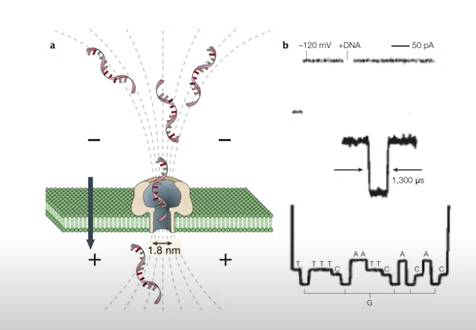 a
− −
1.8 nm
+ +
b
−120 mV +DNA 50 pA
1,300 µs
T T T T C A A T T C A C A C
G